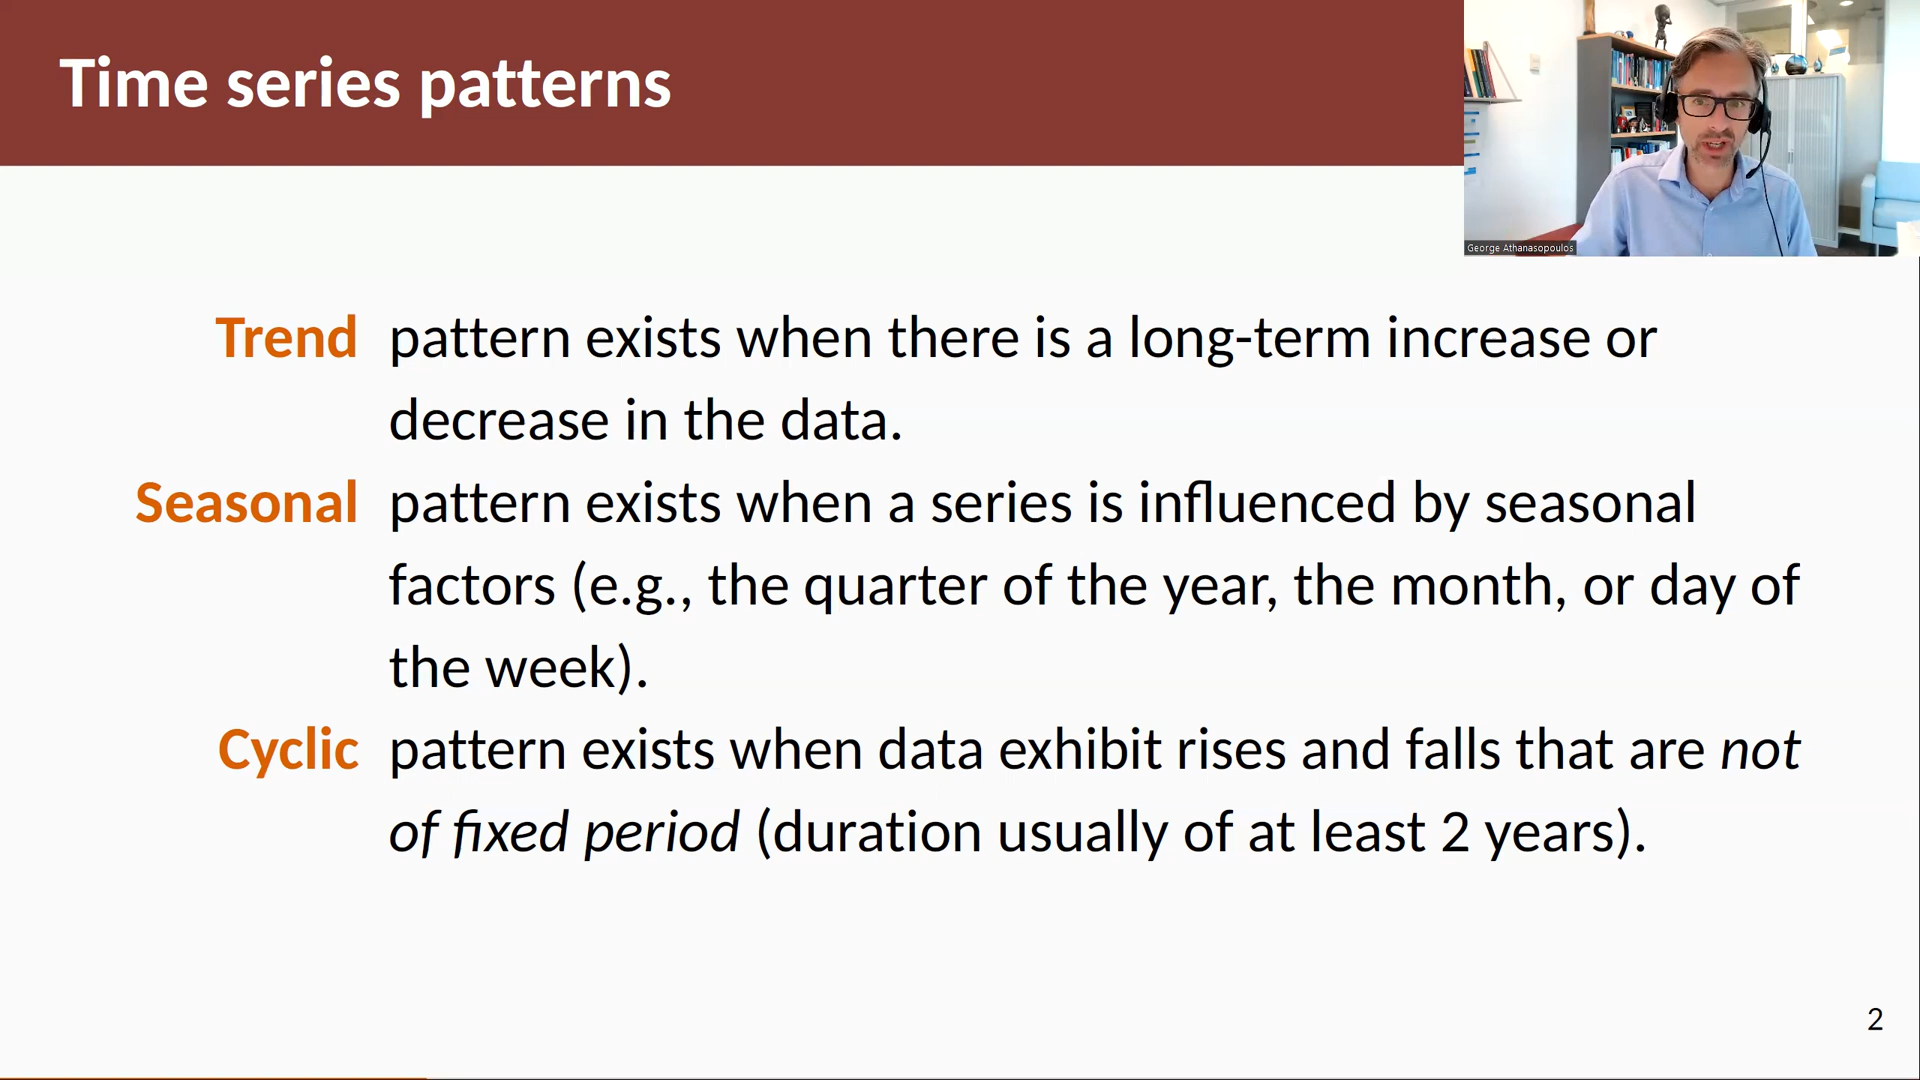 Time series patterns
George Athanasopoulos
Trend pattern exists when there is a long-term increase or
decrease in the data.
Seasonal pattern exists when a series is influenced by seasonal
factors (e.g., the quarter of the year, the month, or day of
the week).
Cyclic pattern exists when data exhibit rises and falls that are not
of fixed period (duration usually of at least 2 years).
2